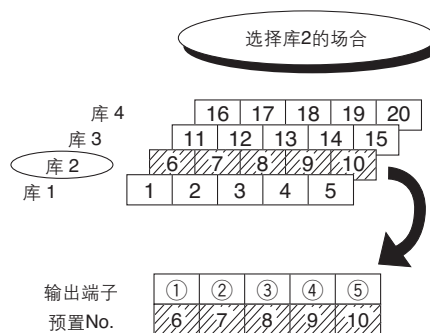 选择库2的场合
库 4 16 17 18 19 20
库 3 11 12 13 14 15
库 2 6 7 8 9 10
库 1 1 2 3 4 5
输出端子 ① ② ③ ④ ⑤
预置No. 6 7 8 9 10